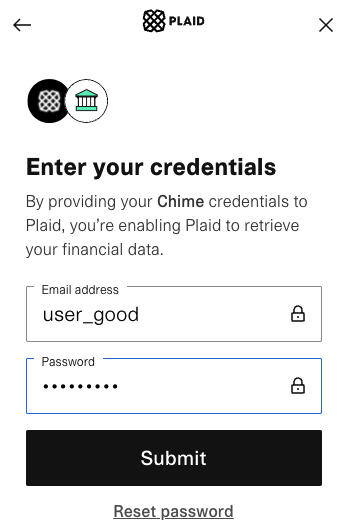 PLAID
Enter your credentials
By providing your Chime credentials to
Plaid, you're enabling Plaid to retrieve
your financial data.
Email address
user_good
Password
•••••••••
Submit
Reset password